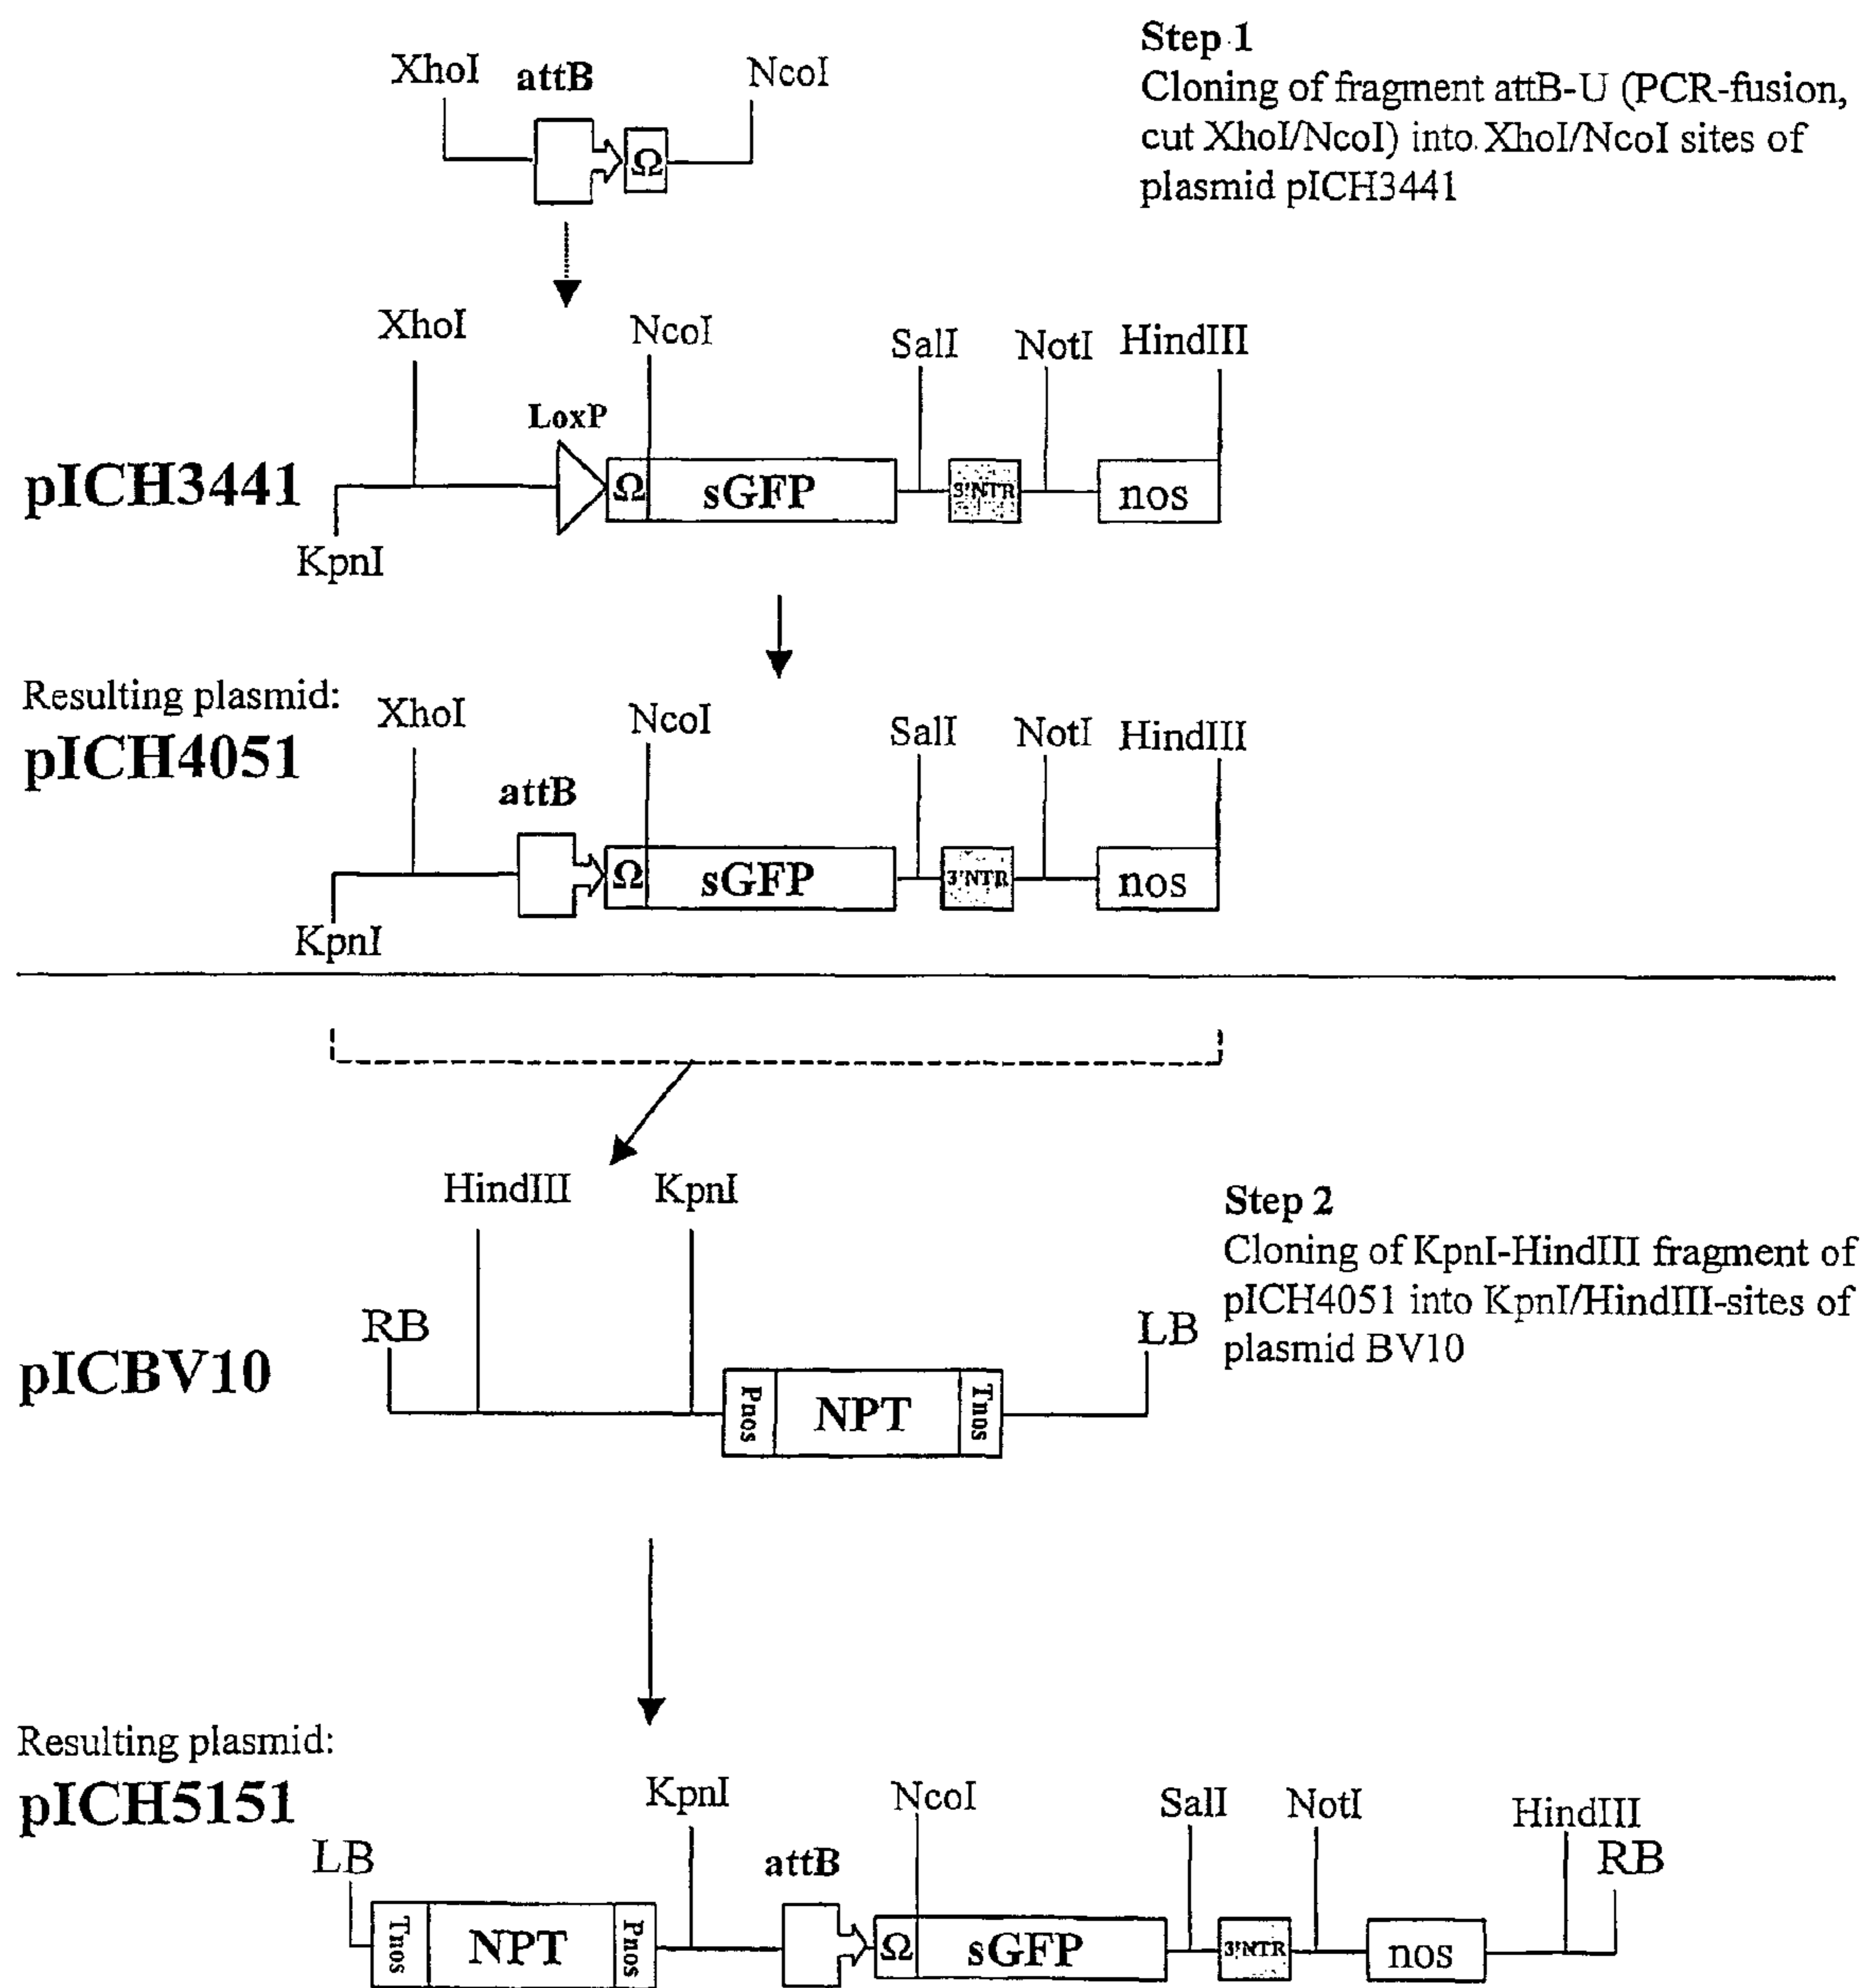 Step 1
Cloning of fragment attB-U (PCR-fusion,
cut XhoI/NcoI) into XhoI/NcoI sites of
plasmid pICH3441
XhoI attB NcoI
Ω
XhoI NcoI SalI NotI HindIII
LoxP
pICH3441 Ω sGFP 3'NTR nos
KpnI
Resulting plasmid:
pICH4051
XhoI NcoI SalI NotI HindIII
attB
Ω sGFP 3'NTR nos
KpnI
HindIII KpnI
Step 2
Cloning of KpnI-HindIII fragment of
pICH4051 into KpnI/HindIII-sites of
plasmid BV10
RB LB
pICBV10 Pnos NPT Tnos
Resulting plasmid:
pICH5151
KpnI NcoI SalI NotI HindIII
LB attB RB
Tnos NPT Pnos Ω sGFP 3'NTR nos